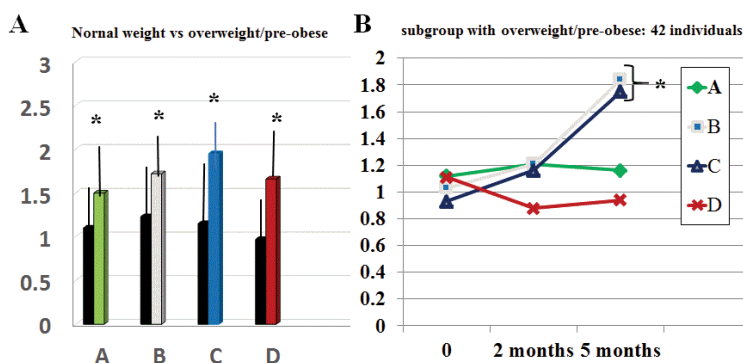 A
Nornal weight vs overweight/pre-obese
3
2.5
2
1.5
1
0.5
0
* * * *
A B C D
B
subgroup with overweight/pre-obese: 42 individuals
2
1.8
1.6
1.4
1.2
1
0.8
0.6
0.4
0.2
0
*
A
B
C
D
0 2 months 5 months